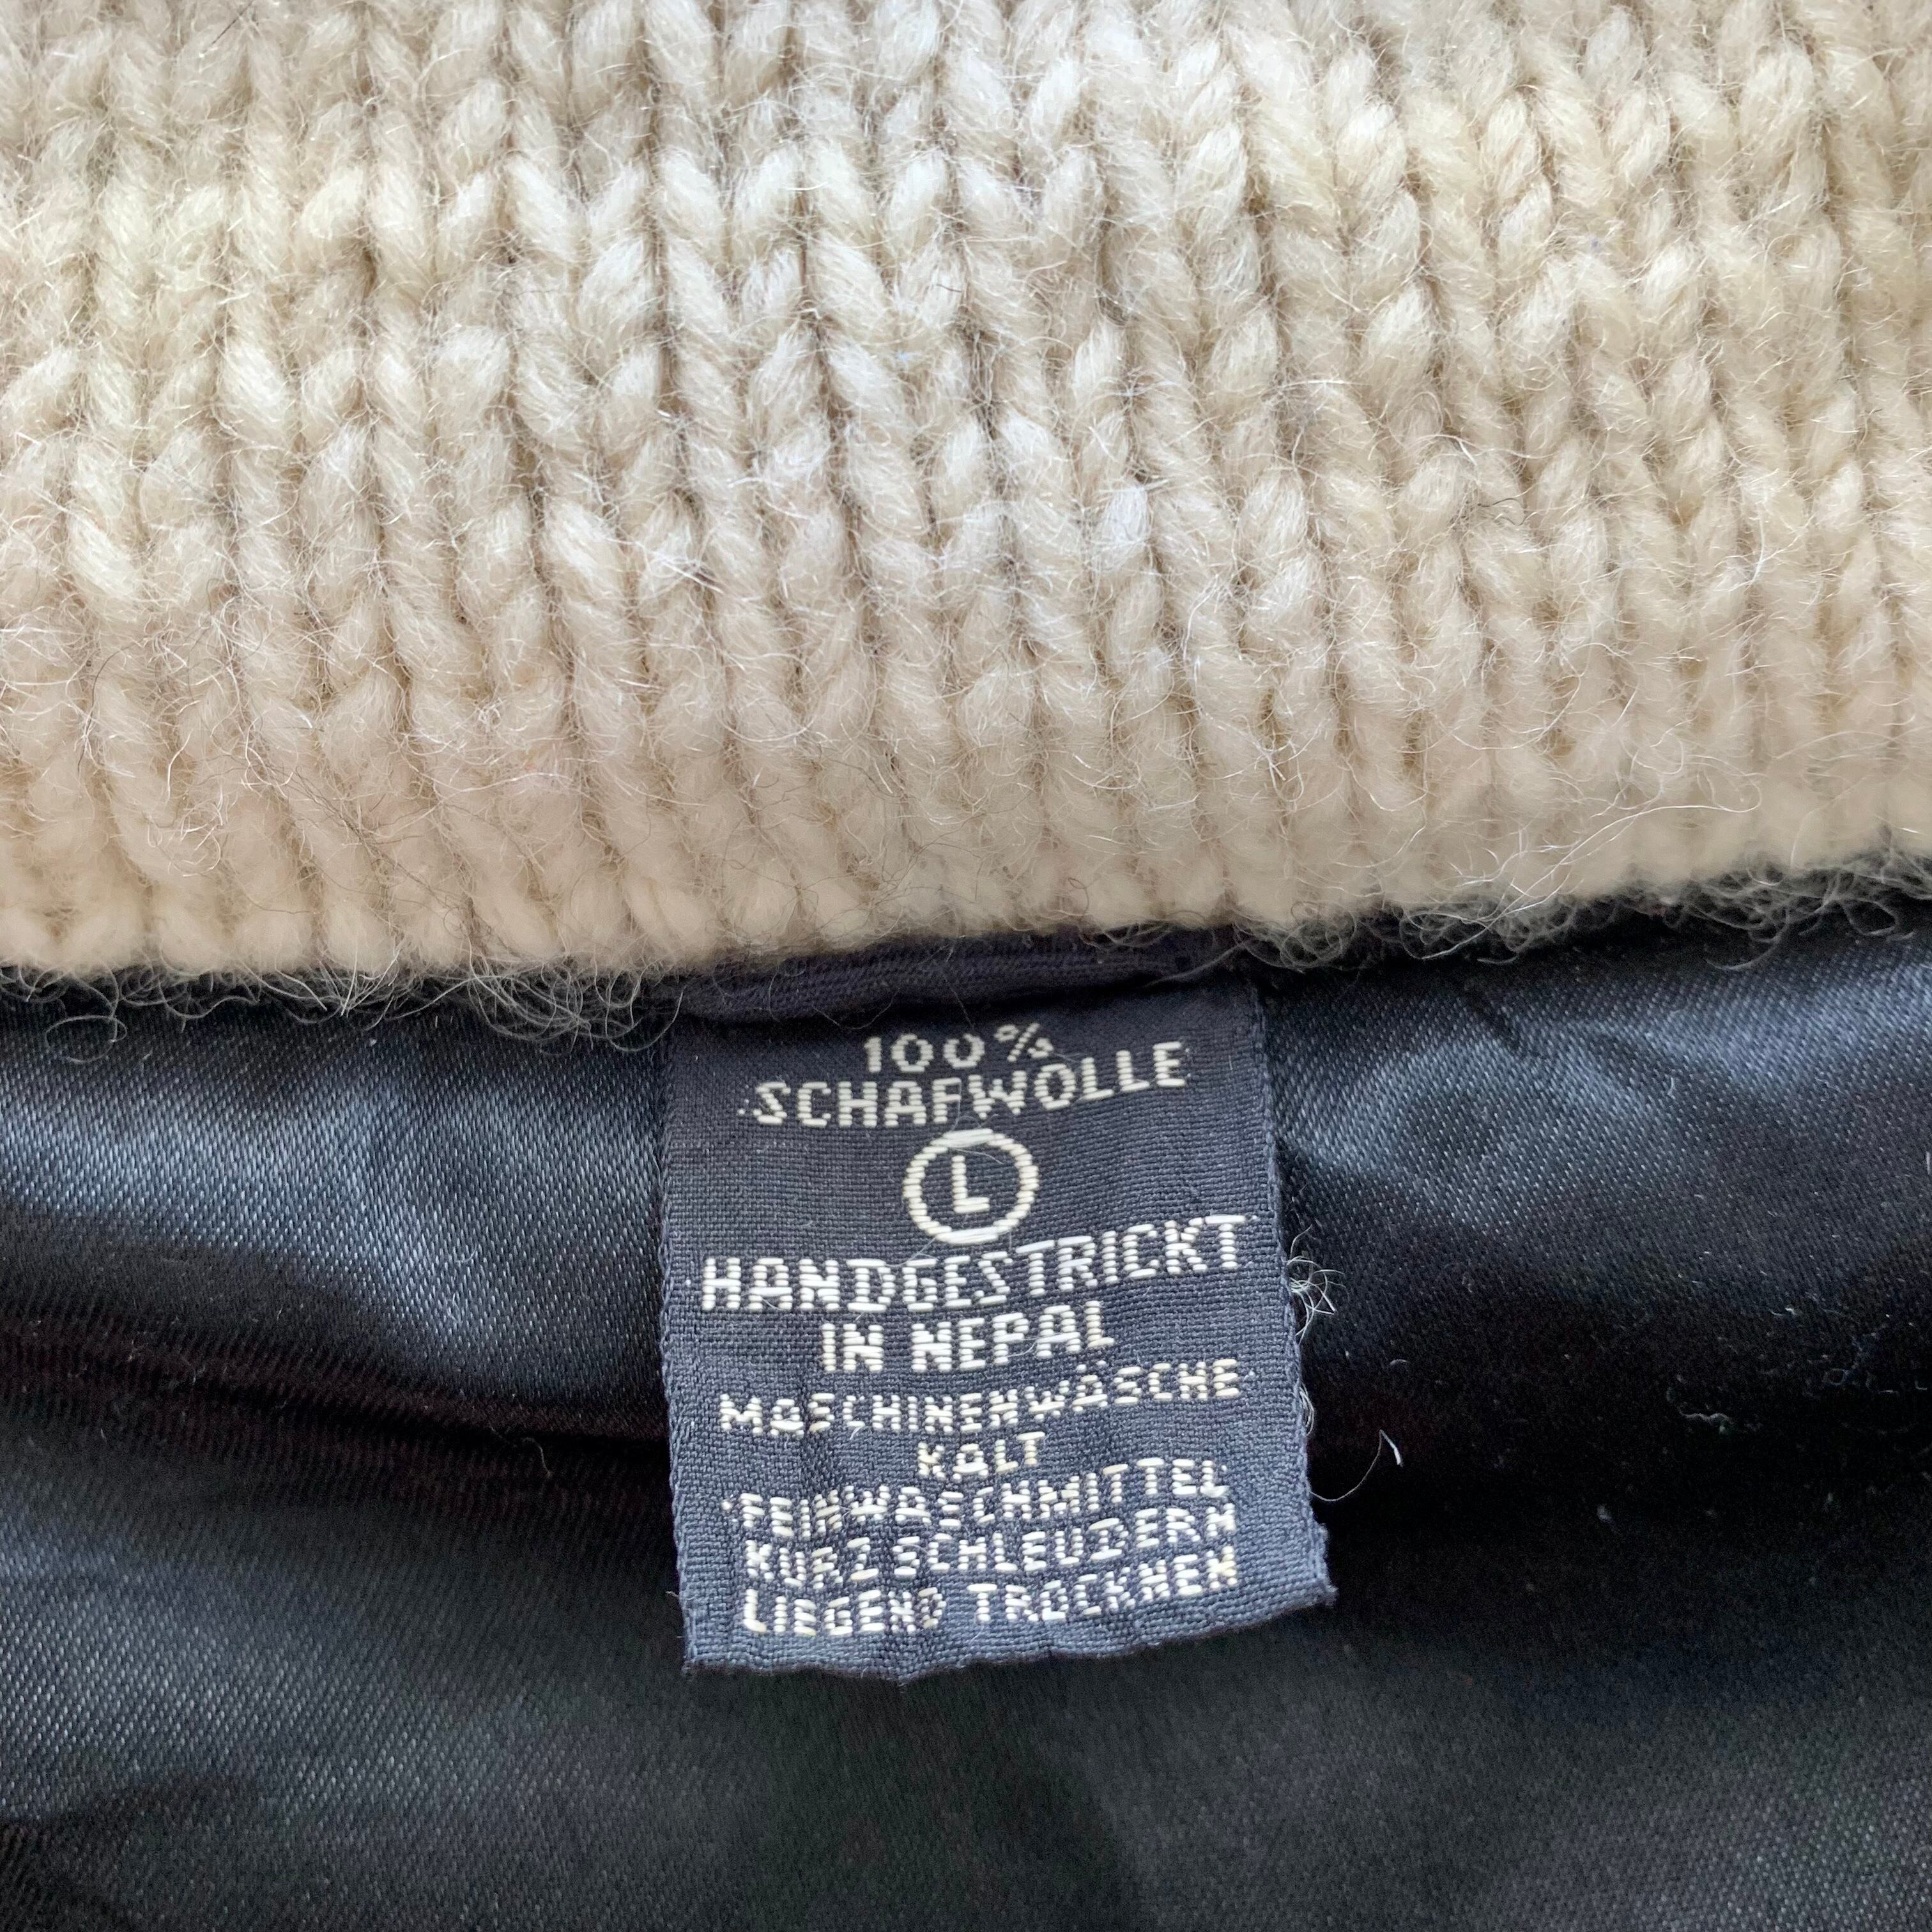 100%
SCHAFWOLLE
L
HANDGESTRICKT
IN NEPAL
MASCHINENWÄSCHE
KALT
FEINWASCHMITTEL
KURZ SCHLEUDERN
LIEGEND TROCKNEN